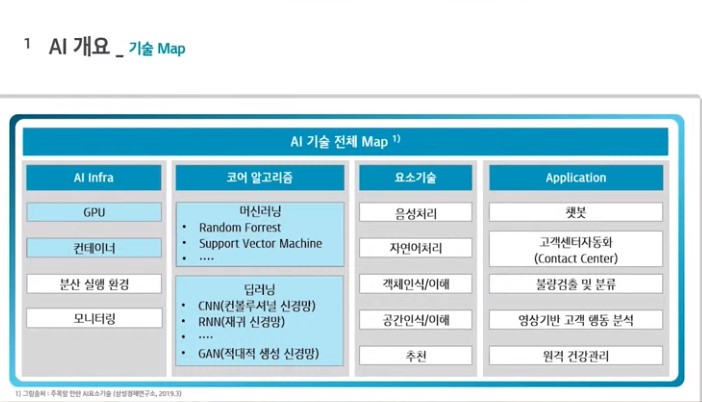 1 AI 개요 _ 기술 Map
AI 기술 전체 Map 1)
AI Infra
GPU
컨테이너
분산 실행 환경
모니터링
코어 알고리즘
머신러닝
• Random Forrest
• Support Vector Machine
• ....
딥러닝
• CNN(컨볼루셔널 신경망)
• RNN(재귀 신경망)
• ....
• GAN(적대적 생성 신경망)
요소기술
음성처리
자연어처리
객체인식/이해
공간인식/이해
추천
Application
챗봇
고객센터자동화
(Contact Center)
불량검출 및 분류
영상기반 고객 행동 분석
원격 건강관리
1) 그림출처 : 주목할 만한 AI요소기술 (삼성경제연구소, 2019.3)